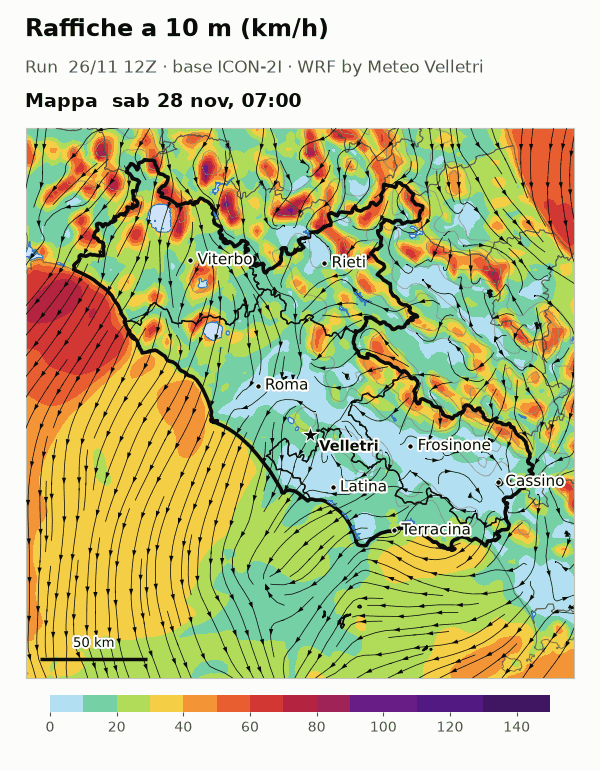 Raffiche a 10 m (km/h)
Run  26/11 12Z · base ICON-2I · WRF by Meteo Velletri
Mappa  sab 28 nov, 07:00
Viterbo
Rieti
Roma
Velletri
Frosinone
Cassino
Latina
Terracina
50 km
0 20 40 60 80 100 120 140